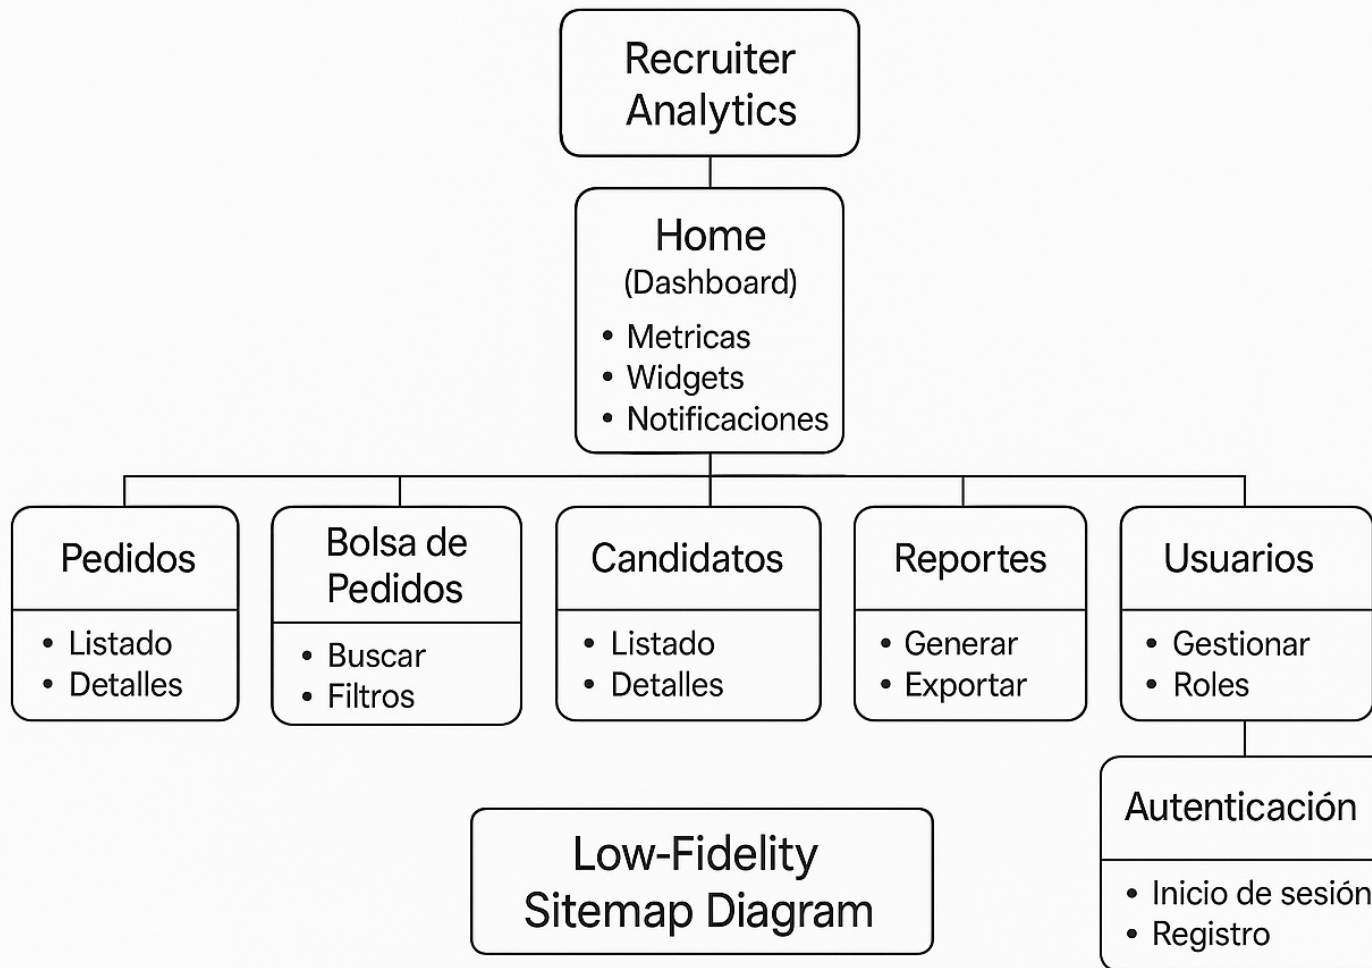 Recruiter
Analytics
Home
(Dashboard)
• Metricas
• Widgets
• Notificaciones
Pedidos
• Listado
• Detalles
Bolsa de
Pedidos
• Buscar
• Filtros
Candidatos
• Listado
• Detalles
Reportes
• Generar
• Exportar
Usuarios
• Gestionar
• Roles
Autenticación
• Inicio de sesión
• Registro
Low-Fidelity
Sitemap Diagram